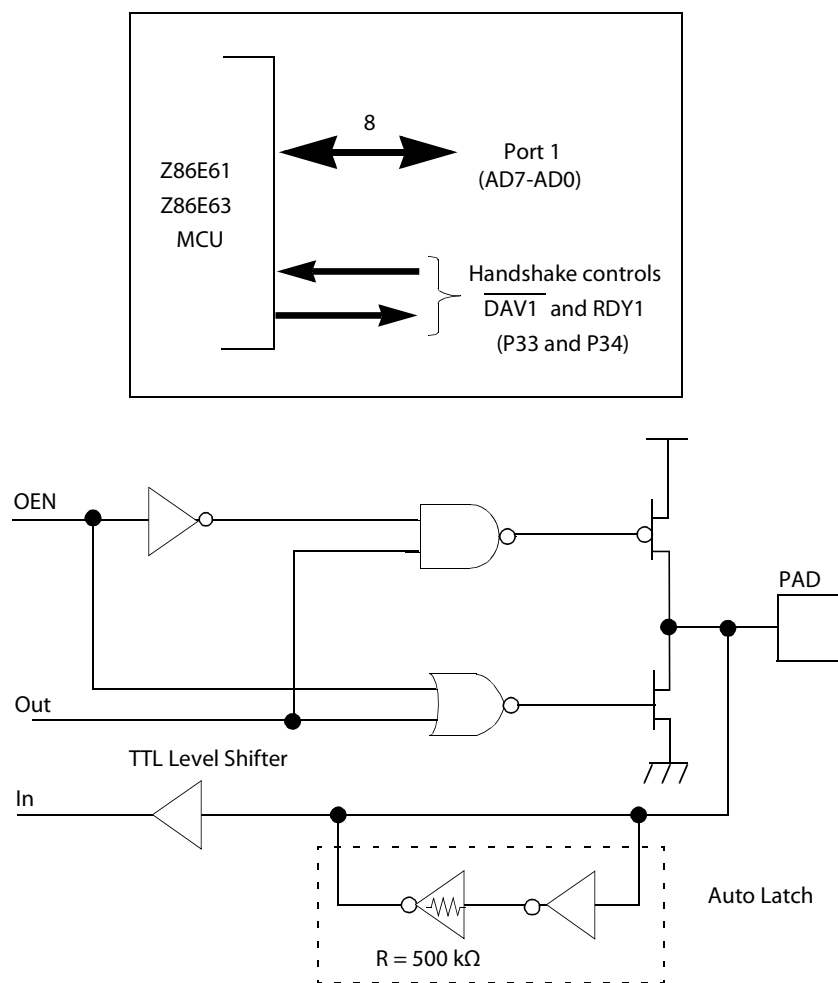 8
Z86E61
Z86E63
MCU
Port 1
(AD7-AD0)
Handshake controls
DAV1 and RDY1
(P33 and P34)
OEN
PAD
Out
TTL Level Shifter
In
Auto Latch
R = 500 kΩ